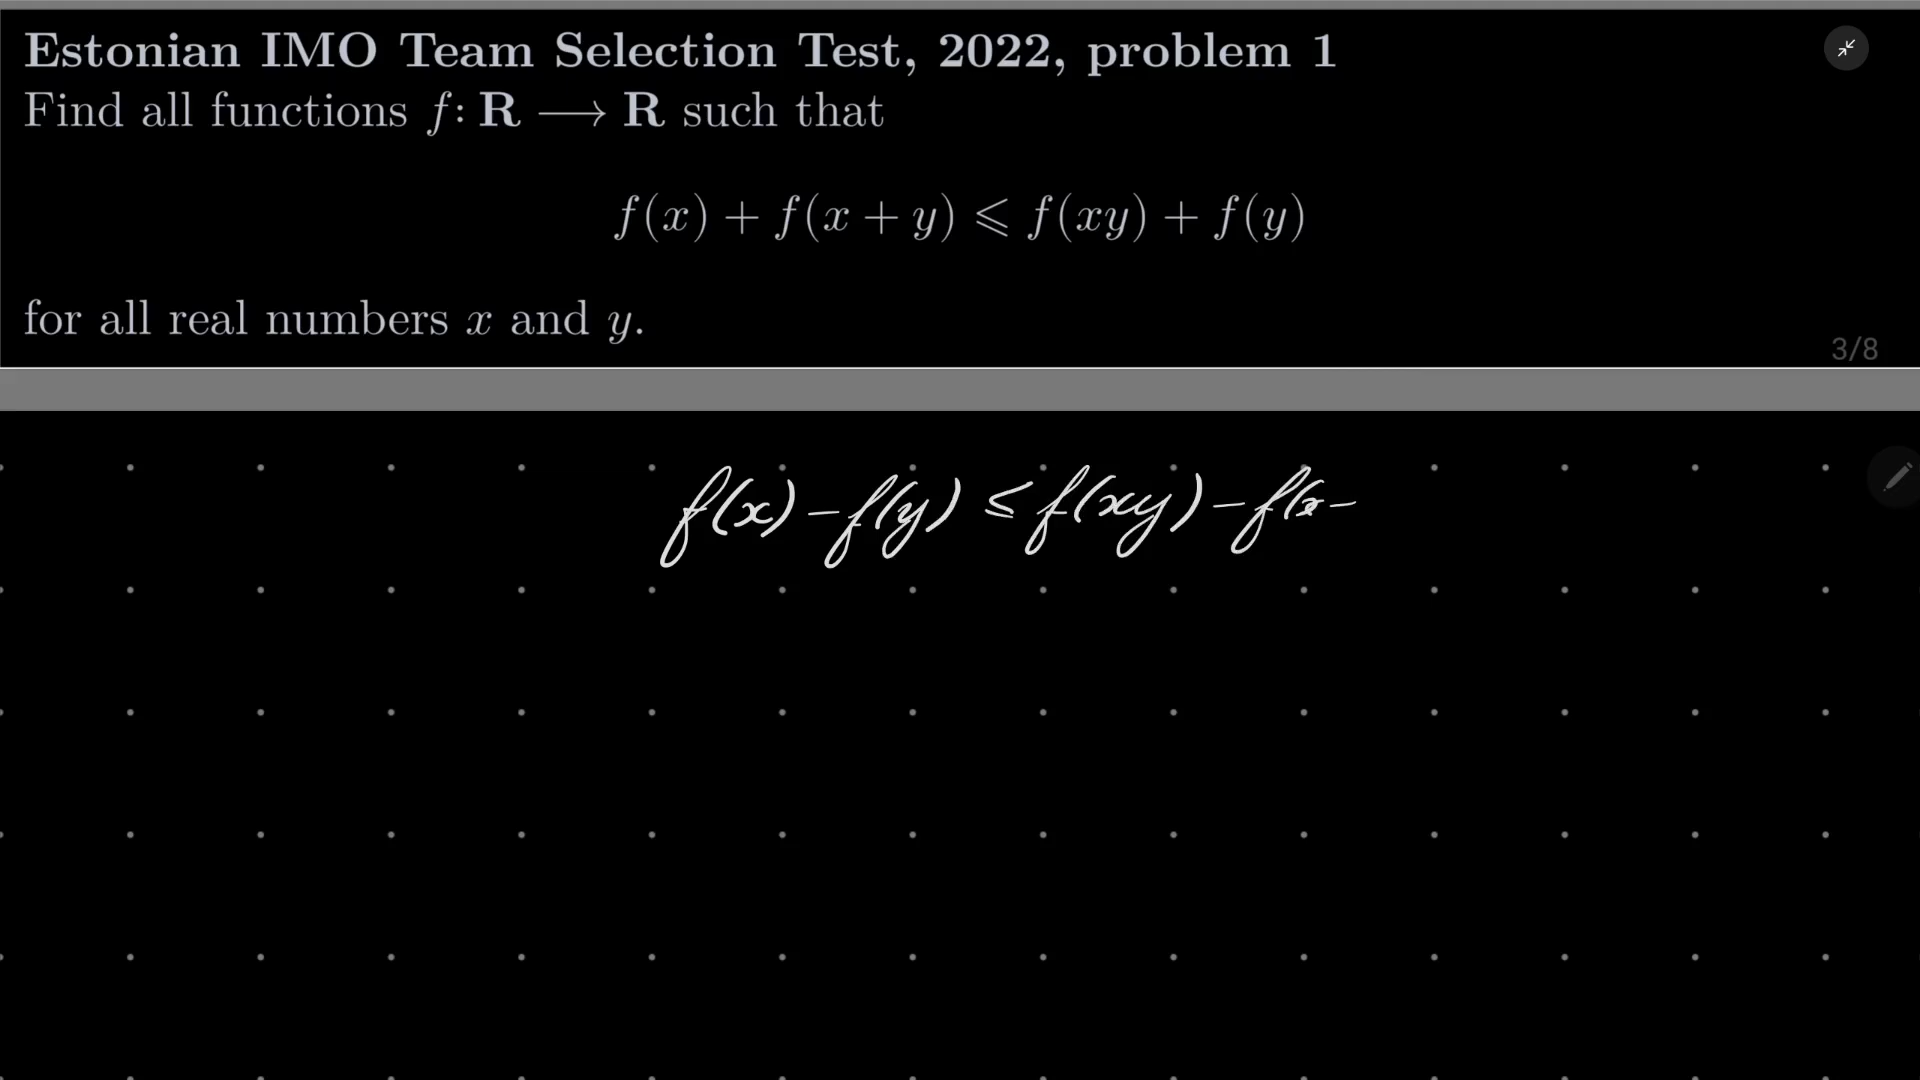 Estonian IMO Team Selection Test, 2022, problem 1
Find all functions f: R ⟶ R such that
f(x) + f(x + y) ⩽ f(xy) + f(y)
for all real numbers x and y.
3/8
f(x) – f(y) ≤ f(xy) – f(x –